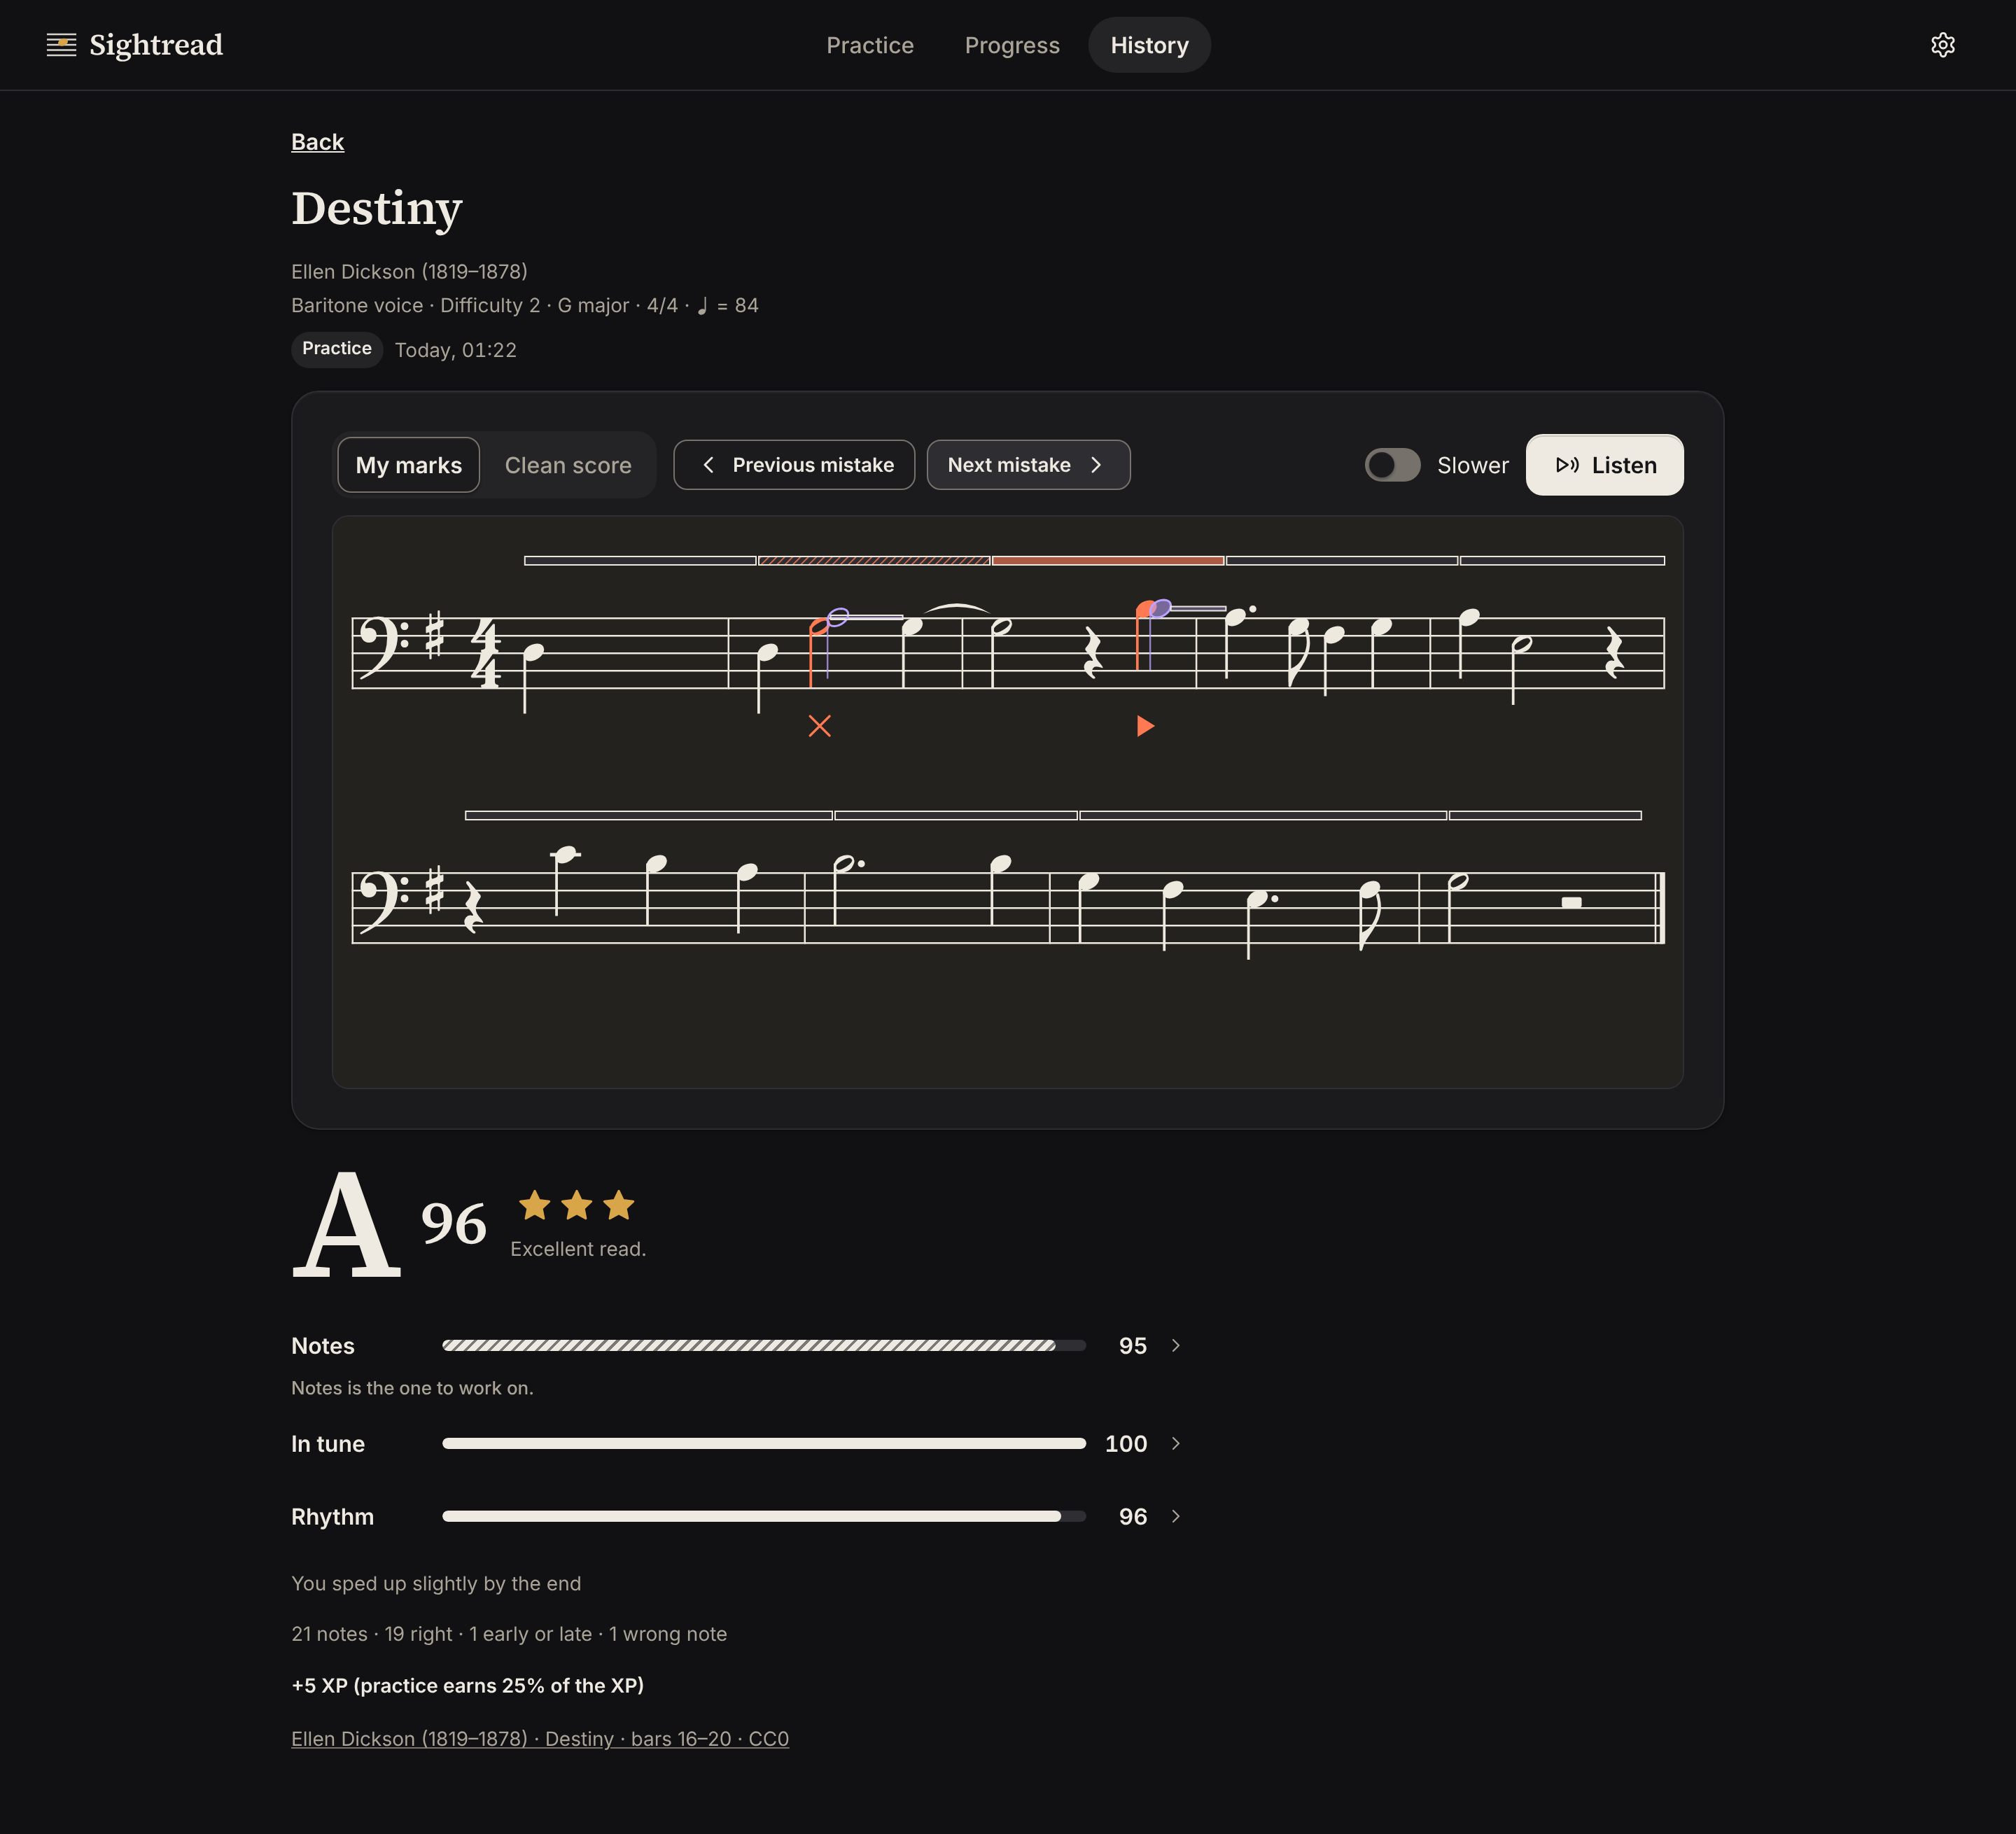 Sightread
Practice
Progress
History
Back
Destiny
Ellen Dickson (1819–1878)
Baritone voice · Difficulty 2 · G major · 4/4 · ♩ = 84
Practice Today, 01:22
My marks
Clean score
Previous mistake
Next mistake
Slower
Listen
4
4
A 96
Excellent read.
Notes 95
Notes is the one to work on.
In tune 100
Rhythm 96
You sped up slightly by the end
21 notes · 19 right · 1 early or late · 1 wrong note
+5 XP (practice earns 25% of the XP)
Ellen Dickson (1819–1878) · Destiny · bars 16–20 · CC0